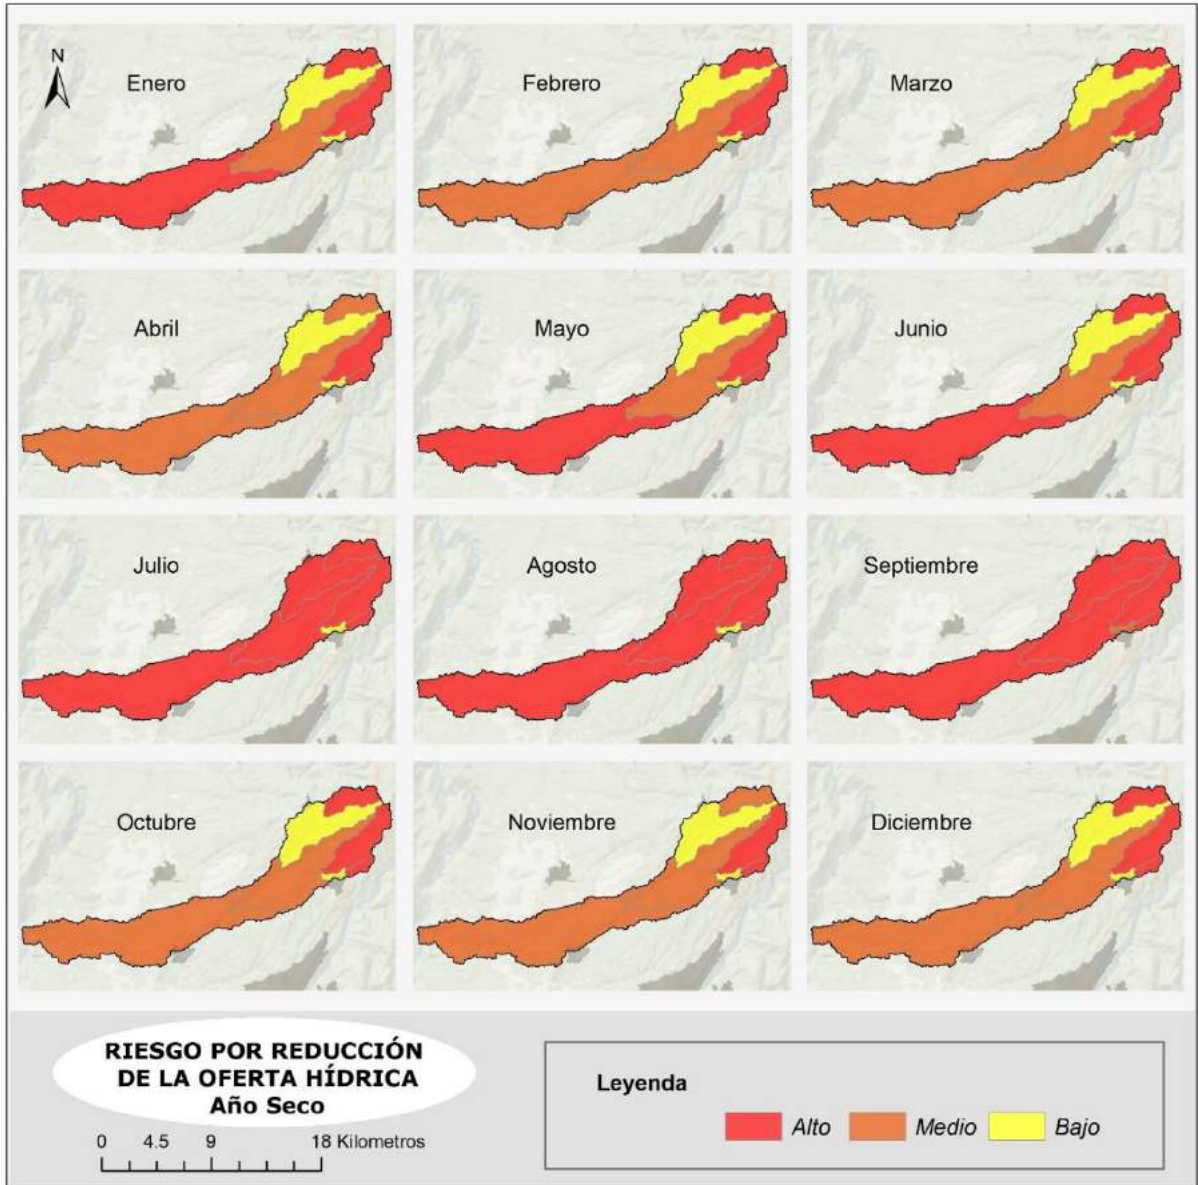 N
Enero
Febrero
Marzo
Abril
Mayo
Junio
Julio
Agosto
Septiembre
Octubre
Noviembre
Diciembre
RIESGO POR REDUCCIÓN
DE LA OFERTA HÍDRICA
Año Seco
0 4.5 9 18 Kilometros
Leyenda
Alto Medio Bajo